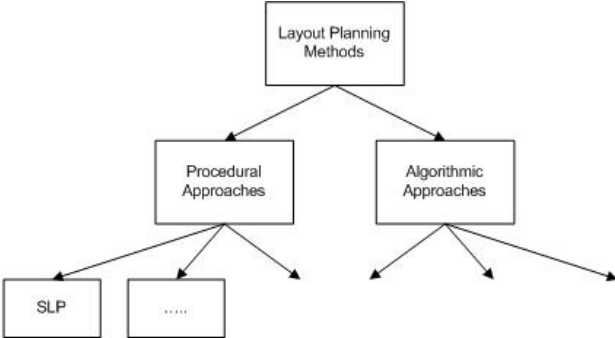 Layout Planning
Methods
Procedural
Approaches
Algorithmic
Approaches
SLP
.....